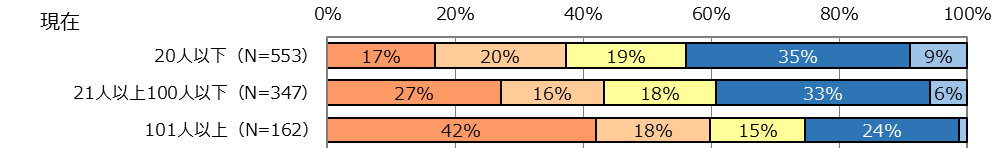 現在
0% 20% 40% 60% 80% 100%
20人以下（N=553） 17% 20% 19% 35% 9%
21人以上100人以下（N=347） 27% 16% 18% 33% 6%
101人以上（N=162） 42% 18% 15% 24%